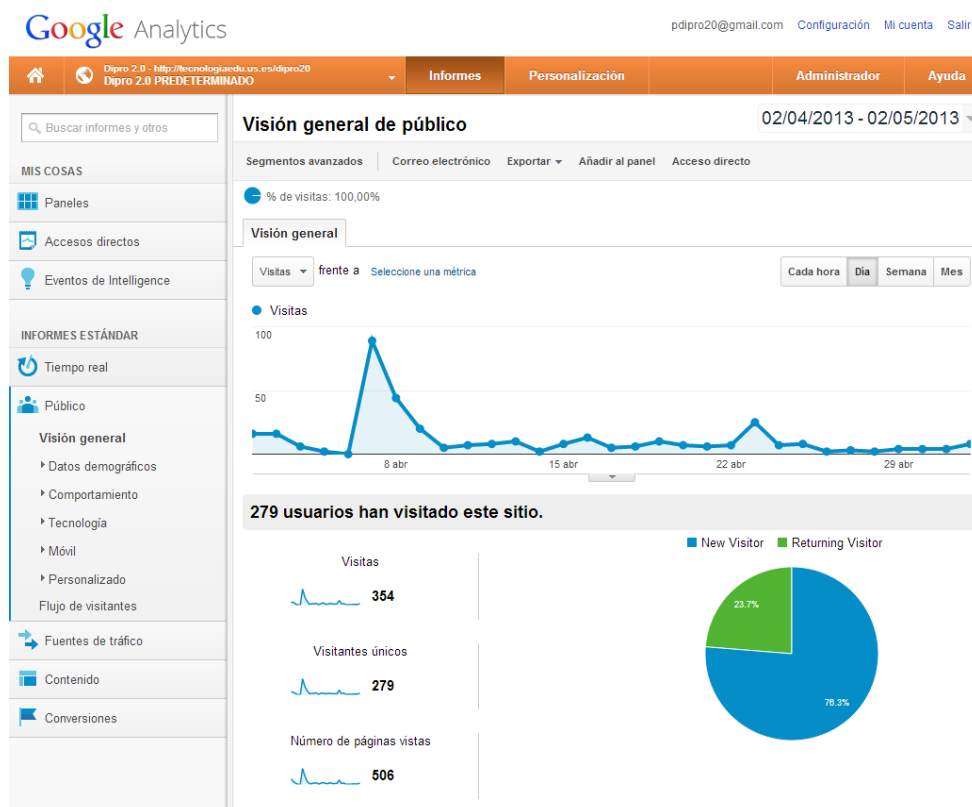 Google Analytics
pdipro20@gmail.com Configuración Mi cuenta Salir
Dipro 2.0 - http://tecnologiaedu.us.es/dipro20
Dipro 2.0 PREDETERMINADO
Informes Personalización Administrador Ayuda
Buscar informes y otros
MIS COSAS
Paneles
Accesos directos
Eventos de Intelligence
INFORMES ESTÁNDAR
Tiempo real
Público
Visión general
Datos demográficos
Comportamiento
Tecnología
Móvil
Personalizado
Flujo de visitantes
Fuentes de tráfico
Contenido
Conversiones
Visión general de público
02/04/2013 - 02/05/2013
Segmentos avanzados Correo electrónico Exportar Añadir al panel Acceso directo
% de visitas: 100,00%
Visión general
Visitas frente a Seleccione una métrica
Cada hora Día Semana Mes
Visitas
100
50
8 abr 15 abr 22 abr 29 abr
279 usuarios han visitado este sitio.
Visitas
354
Visitantes únicos
279
Número de páginas vistas
506
New Visitor Returning Visitor
23.7%
76.3%